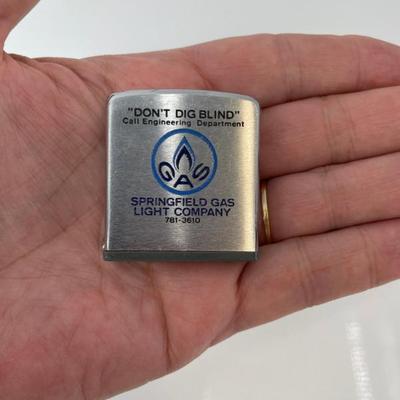 "DON'T DIG BLIND"
Call Engineering Department
GAS
SPRINGFIELD GAS
LIGHT COMPANY
781-3610